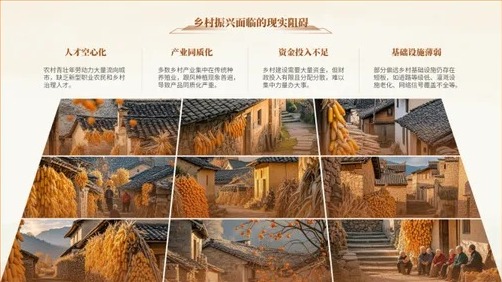 乡村振兴面临的现实阻碍
人才空心化
农村青壮年劳动力大量流向城
市，缺乏新型职业农民和乡村
治理人才。
产业同质化
多数乡村产业集中在传统种
养殖业，跟风种植现象普遍，
导致产品同质化严重。
资金投入不足
乡村建设需要大量资金，但财
政投入有限且分配分散，难以
集中力量办大事。
基础设施薄弱
部分偏远乡村基础设施仍存在
短板，如道路等级低、灌溉设
施老化、网络信号覆盖不全等。